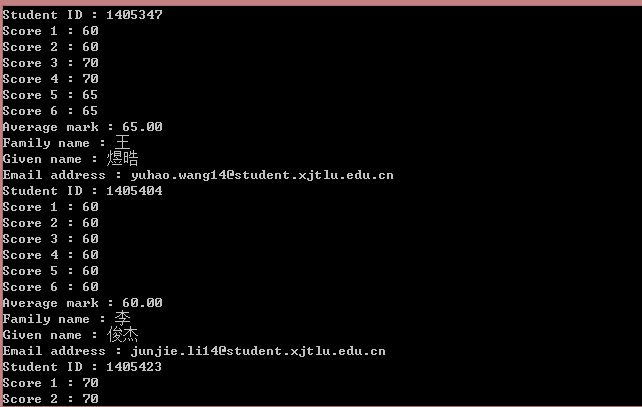 Student ID : 1405347
Score 1 : 60
Score 2 : 60
Score 3 : 70
Score 4 : 70
Score 5 : 65
Score 6 : 65
Average mark : 65.00
Family name : 王
Given name : 煜晧
Email address : yuhao.wang14@student.xjtlu.edu.cn
Student ID : 1405404
Score 1 : 60
Score 2 : 60
Score 3 : 60
Score 4 : 60
Score 5 : 60
Score 6 : 60
Average mark : 60.00
Family name : 李
Given name : 俊杰
Email address : junjie.li14@student.xjtlu.edu.cn
Student ID : 1405423
Score 1 : 70
Score 2 : 70